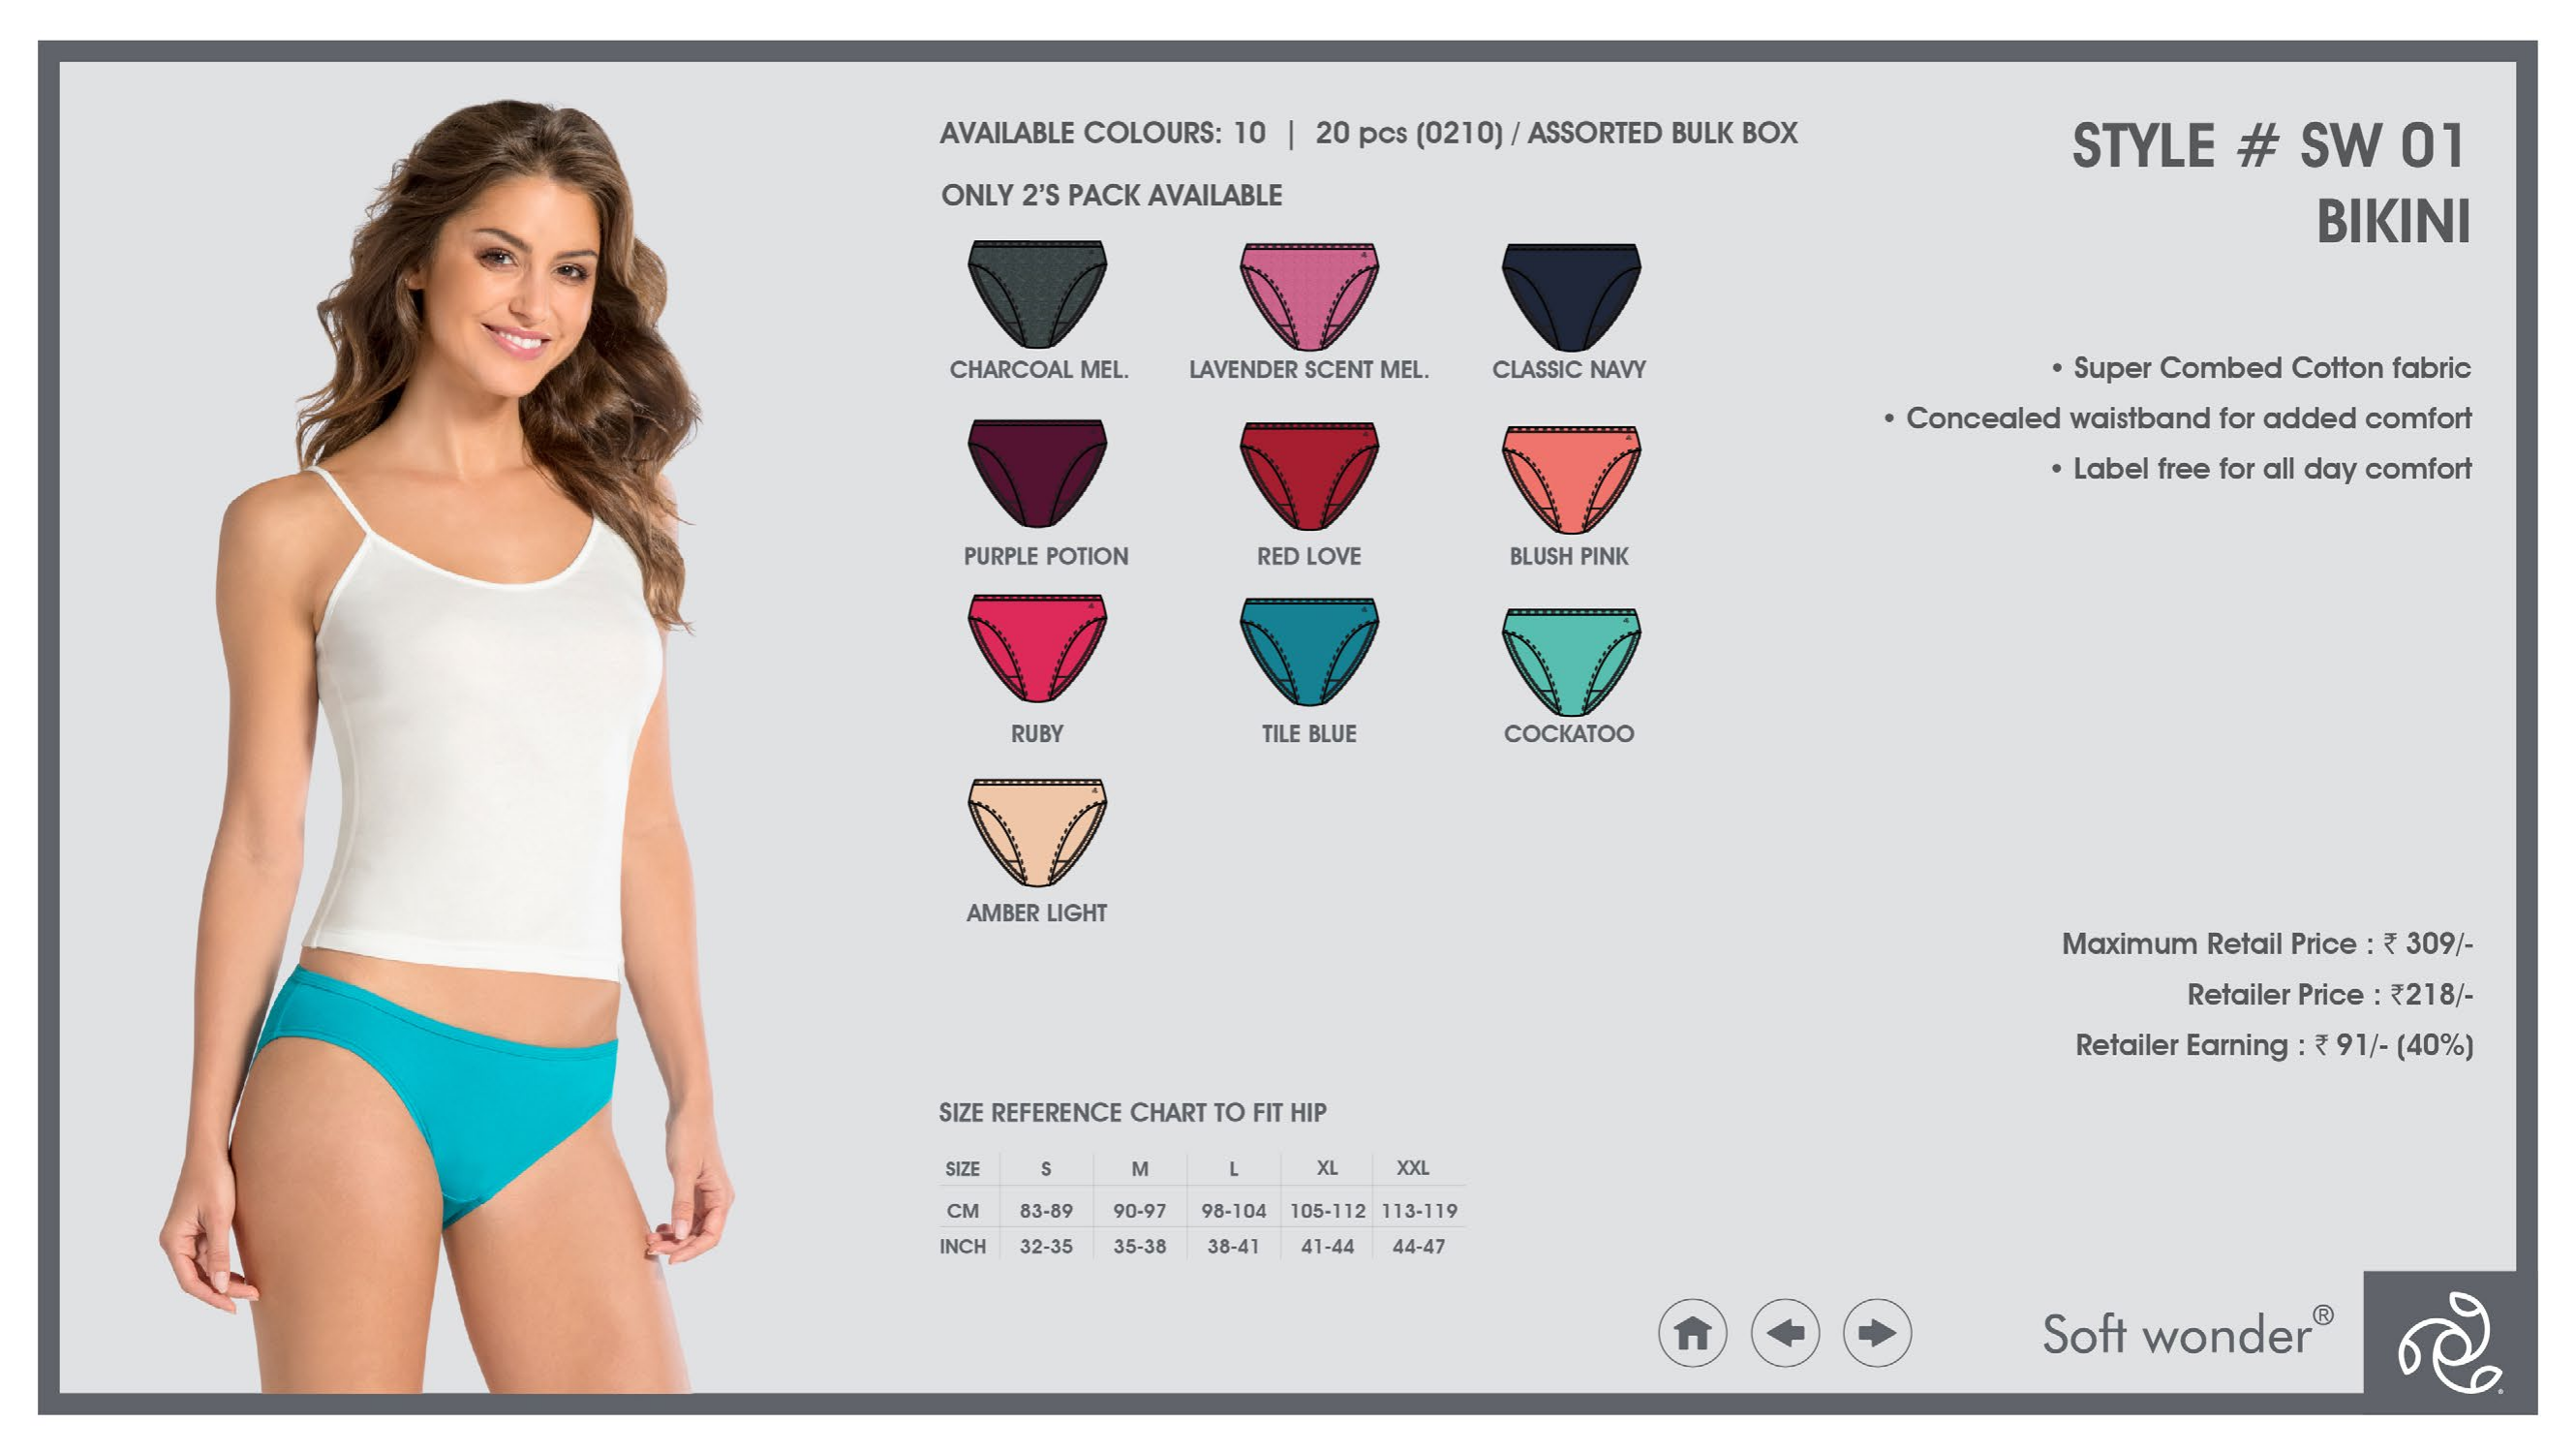 AVAILABLE COLOURS: 10 | 20 pcs (0210) / ASSORTED BULK BOX
ONLY 2'S PACK AVAILABLE
STYLE # SW 01
BIKINI
CHARCOAL MEL. LAVENDER SCENT MEL. CLASSIC NAVY
PURPLE POTION RED LOVE BLUSH PINK
RUBY TILE BLUE COCKATOO
AMBER LIGHT
• Super Combed Cotton fabric
• Concealed waistband for added comfort
• Label free for all day comfort
Maximum Retail Price : ₹ 309/-
Retailer Price : ₹218/-
Retailer Earning : ₹ 91/- (40%)
SIZE REFERENCE CHART TO FIT HIP
SIZE S M L XL XXL
CM 83-89 90-97 98-104 105-112 113-119
INCH 32-35 35-38 38-41 41-44 44-47
Soft wonder®